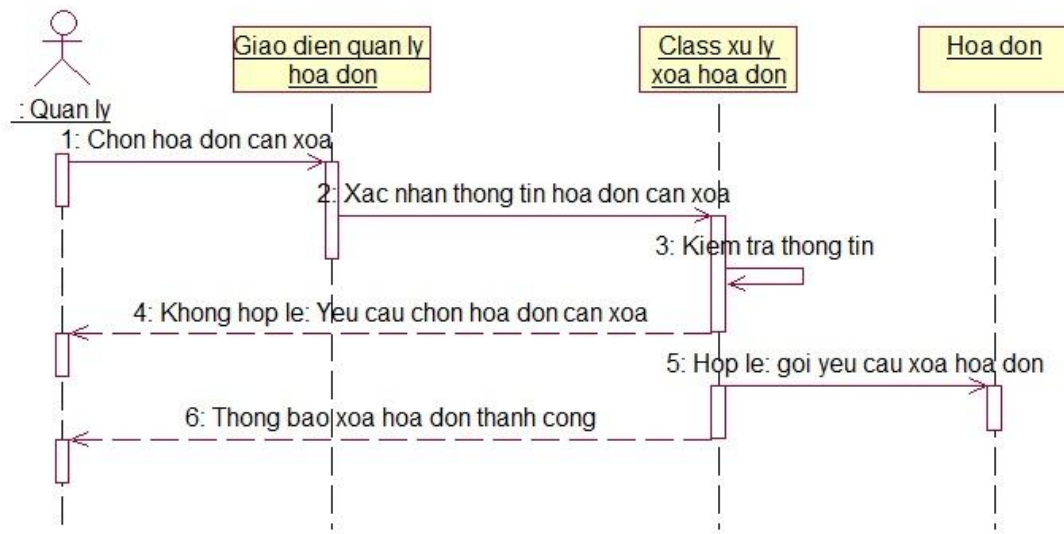 Giao dien quan ly
hoa don
Class xu ly
xoa hoa don
Hoa don
: Quan ly
1: Chon hoa don can xoa
2: Xac nhan thong tin hoa don can xoa
3: Kiem tra thong tin
4: Khong hop le: Yeu cau chon hoa don can xoa
5: Hop le: goi yeu cau xoa hoa don
6: Thong bao xoa hoa don thanh cong